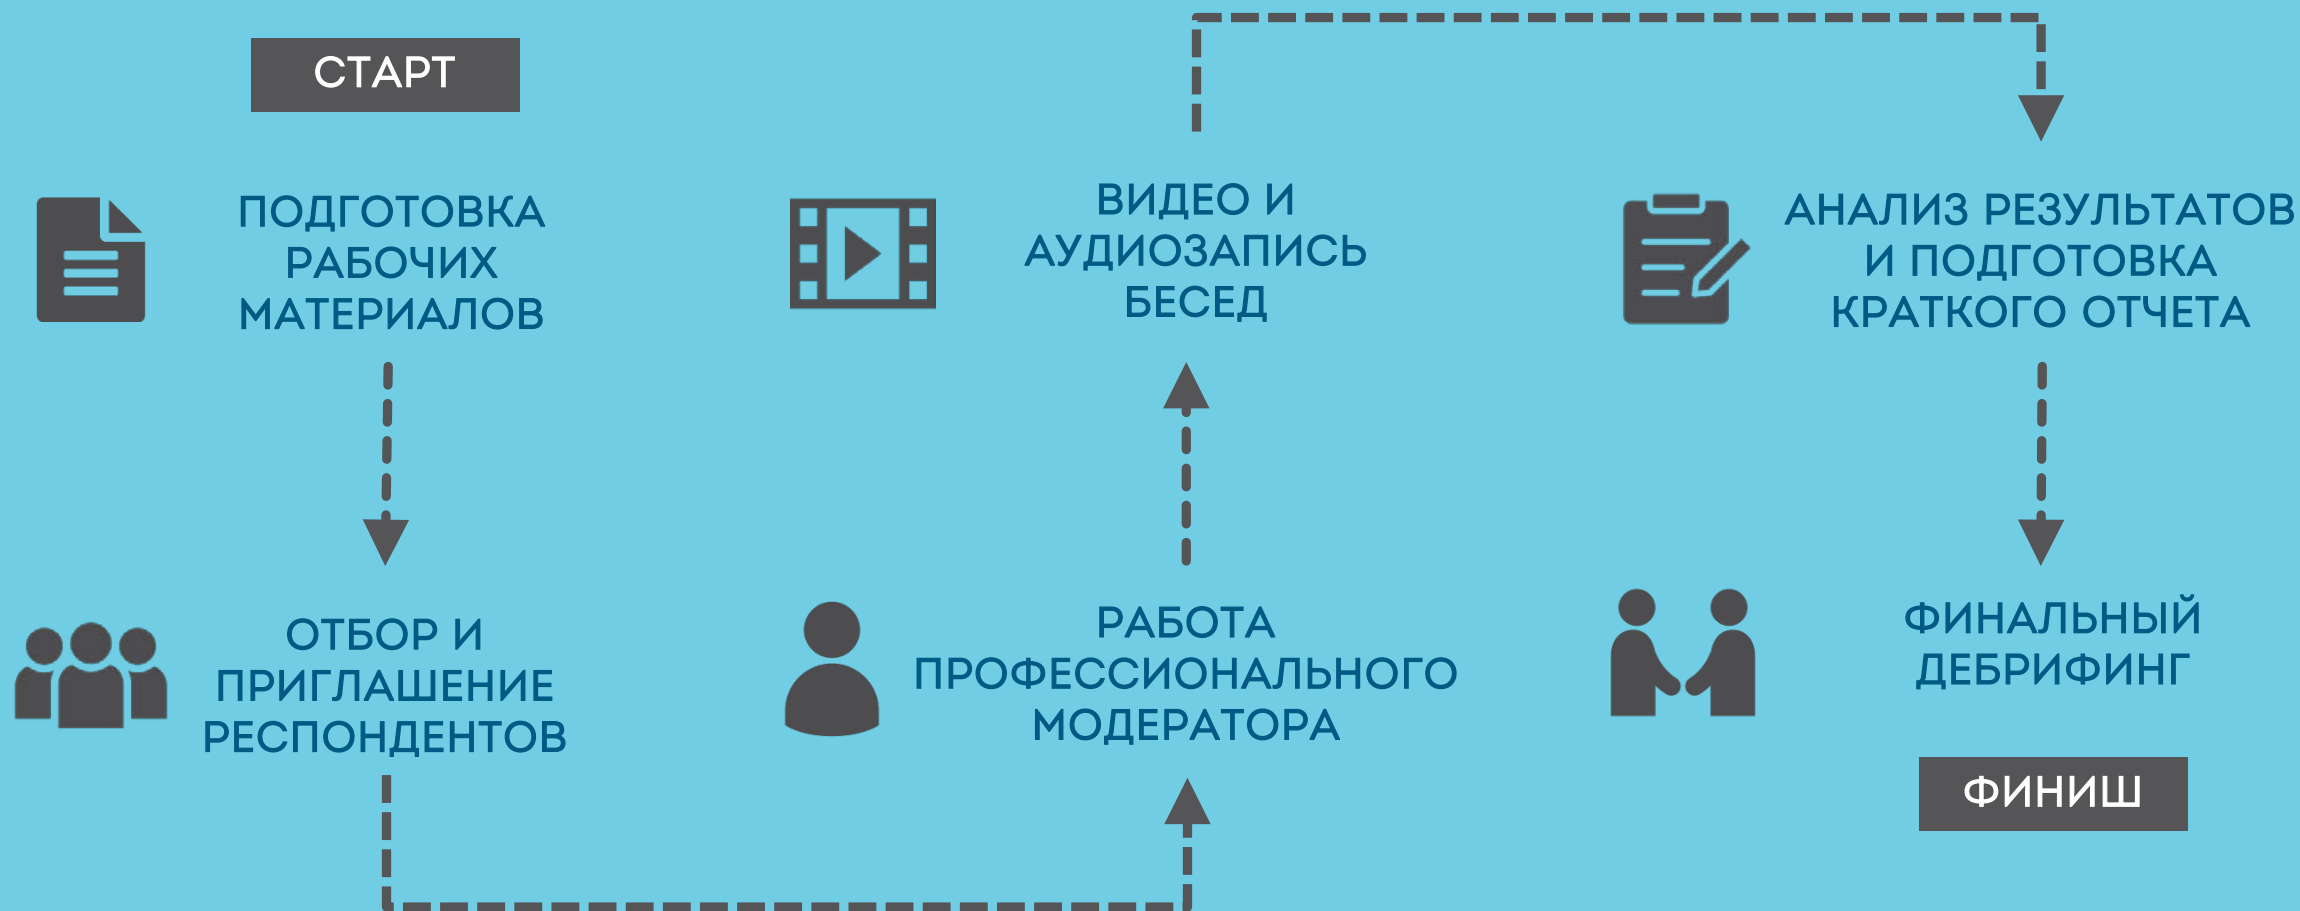 СТАРТ
ПОДГОТОВКА
РАБОЧИХ
МАТЕРИАЛОВ
ОТБОР И
ПРИГЛАШЕНИЕ
РЕСПОНДЕНТОВ
РАБОТА
ПРОФЕССИОНАЛЬНОГО
МОДЕРАТОРА
ВИДЕО И
АУДИОЗАПИСЬ
БЕСЕД
АНАЛИЗ РЕЗУЛЬТАТОВ
И ПОДГОТОВКА
КРАТКОГО ОТЧЕТА
ФИНАЛЬНЫЙ
ДЕБРИФИНГ
ФИНИШ